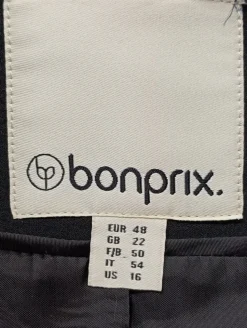 bonprix.
EUR 48
GB 22
F/B 50
IT 54
US 16